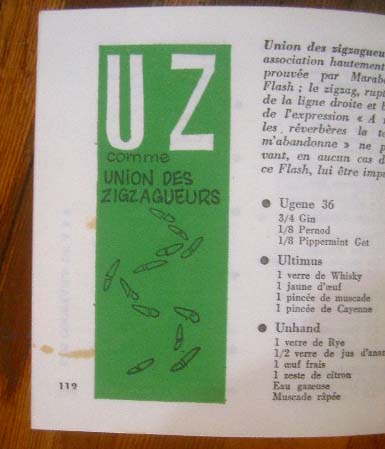 UZ
comme
UNION DES
ZIGZAGUEURS
Union des zigzagueu
association hautement
prouvée par Marab
Flash ; le zigzag, rupt
de la ligne droite et
de l'expression « A
les réverbères la t
m'abandonne » ne p
vant, en aucun cas d
ce Flash, lui être imp
● Ugene 36
3/4 Gin
1/8 Pernod
1/8 Pippermint Get
● Ultimus
1 verre de Whisky
1 jaune d'œuf
1 pincée de muscade
1 pincée de Cayenne
● Unhand
1 verre de Rye
1/2 verre de jus d'anan
1 œuf frais
1 zeste de citron
Eau gazeuse
Muscade râpée
112